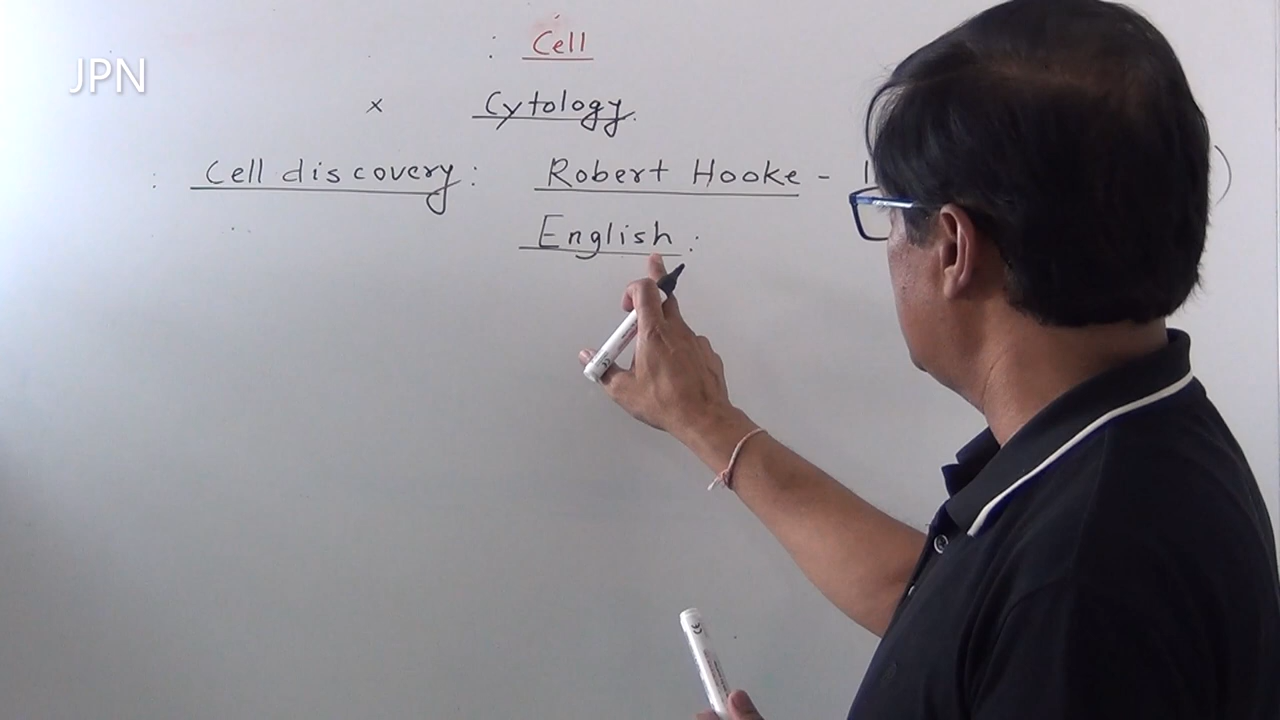 JPN
: Cell
x Cytology.
: Cell discovery : Robert Hooke - 1 )
English :